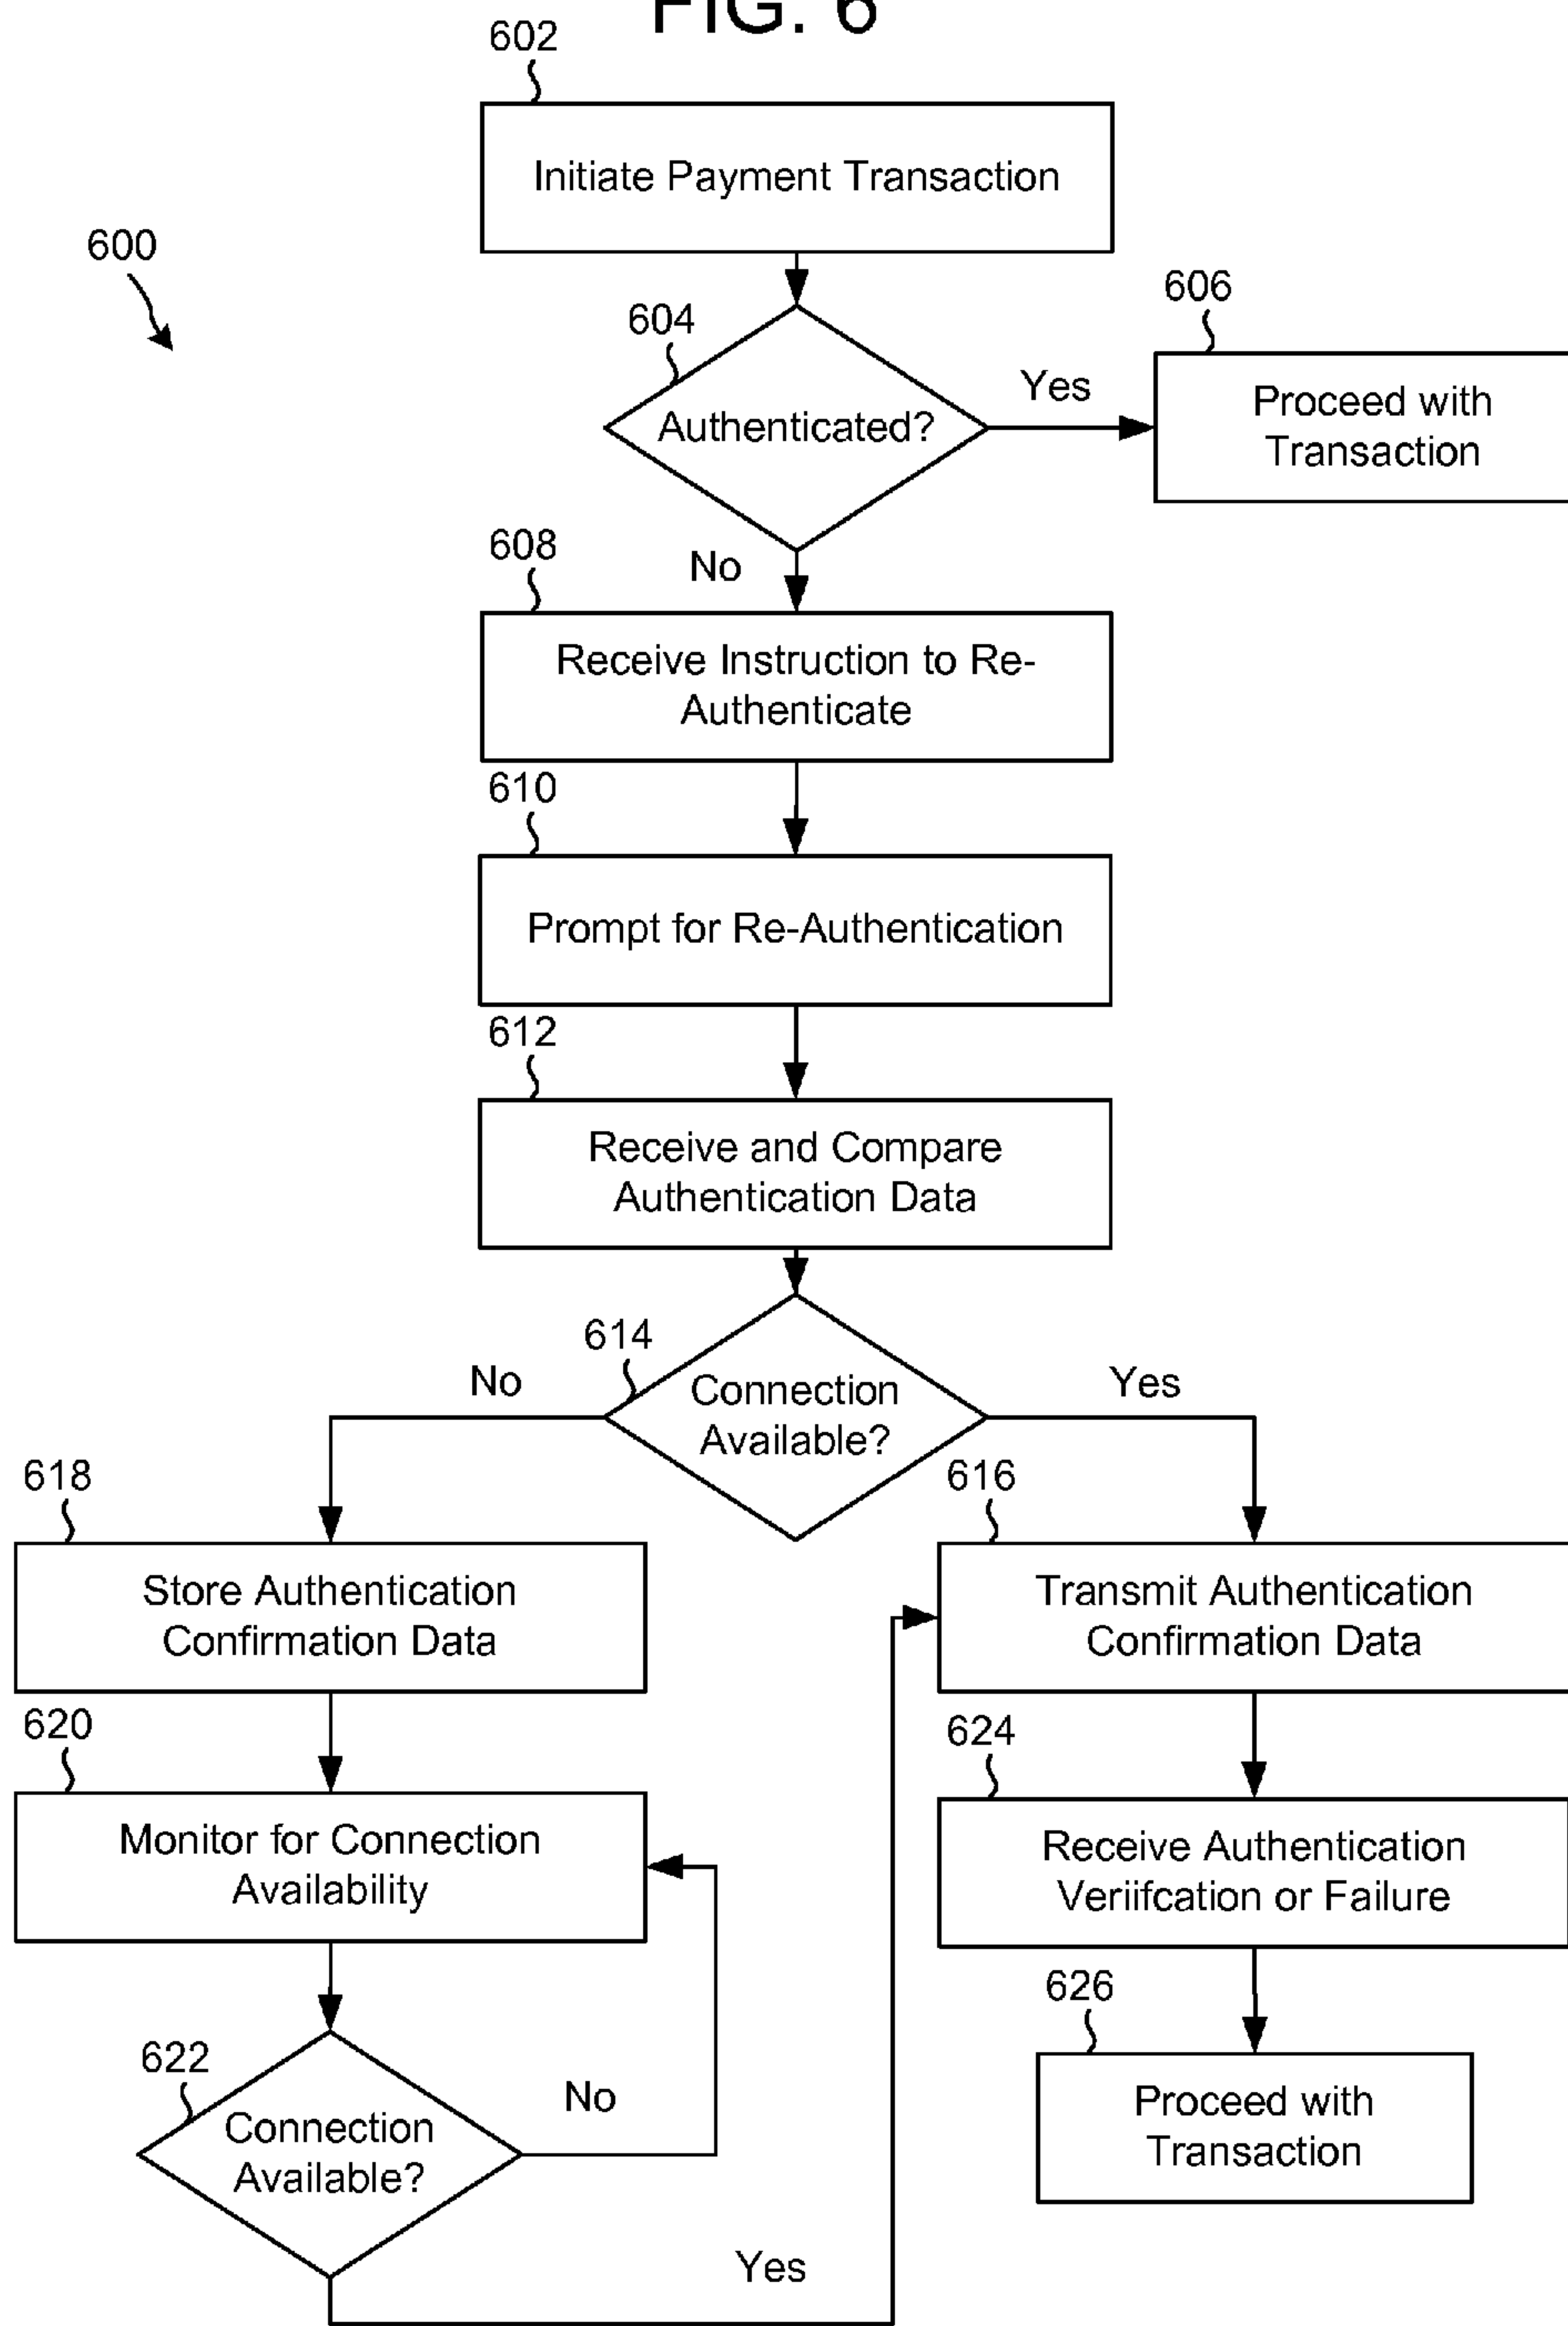 FIG. 6
602
Initiate Payment Transaction
600
604
Authenticated?
Yes
606
Proceed with
Transaction
No
608
Receive Instruction to Re-
Authenticate
610
Prompt for Re-Authentication
612
Receive and Compare
Authentication Data
614
Connection
Available?
No
Yes
618
Store Authentication
Confirmation Data
616
Transmit Authentication
Confirmation Data
620
Monitor for Connection
Availability
624
Receive Authentication
Veriifcation or Failure
622
Connection
Available?
No
Yes
626
Proceed with
Transaction